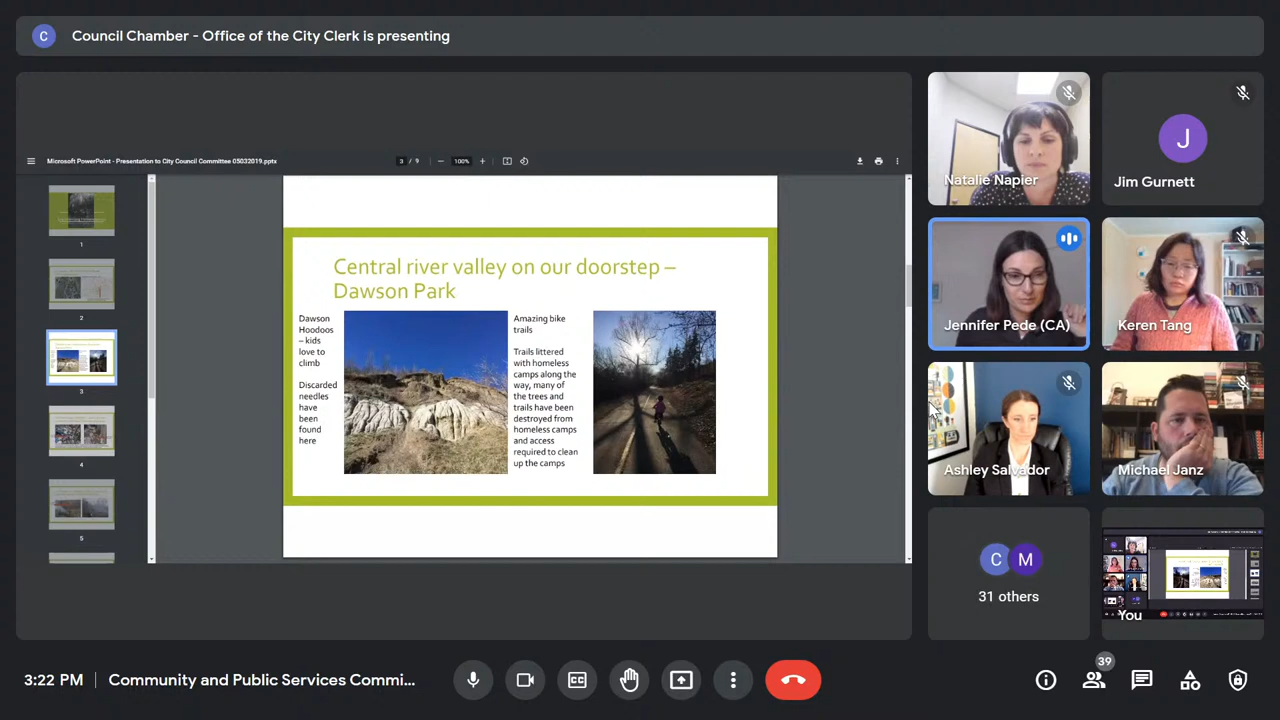 C
Council Chamber - Office of the City Clerk is presenting
Microsoft PowerPoint - Presentation to City Council Committee 05032019.pptx
3 / 9
100%
1
2
3
4
5
Central river valley on our doorstep –
Dawson Park
Dawson
Hoodoos
– kids
love to
climb
Discarded
needles
have
been
found
here
Amazing bike
trails
Trails littered
with homeless
camps along the
way, many of
the trees and
trails have been
destroyed from
homeless camps
and access
required to clean
up the camps
Natalie Napier
J
Jim Gurnett
Jennifer Pede (CA)
Keren Tang
Ashley Salvador
Michael Janz
C M
31 others
You
3:22 PM
Community and Public Services Commi...
39